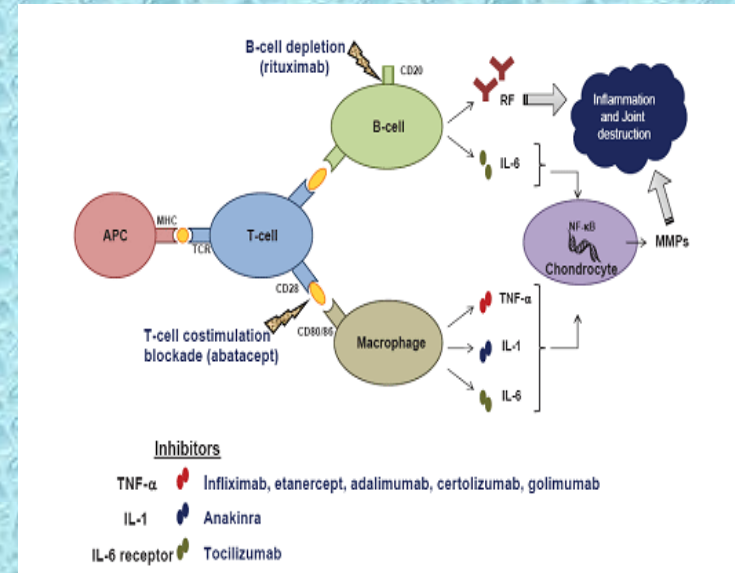 B-cell depletion
(rituximab)
CD20
B-cell
RF
IL-6
Inflammation
and Joint
destruction
APC
MHC
TCR
T-cell
CD28
CD80/86
T-cell costimulation
blockade (abatacept)
Macrophage
TNF-α
IL-1
IL-6
NF-κB
Chondrocyte
MMPs
Inhibitors
TNF-α Infliximab, etanercept, adalimumab, certolizumab, golimumab
IL-1 Anakinra
IL-6 receptor Tocilizumab